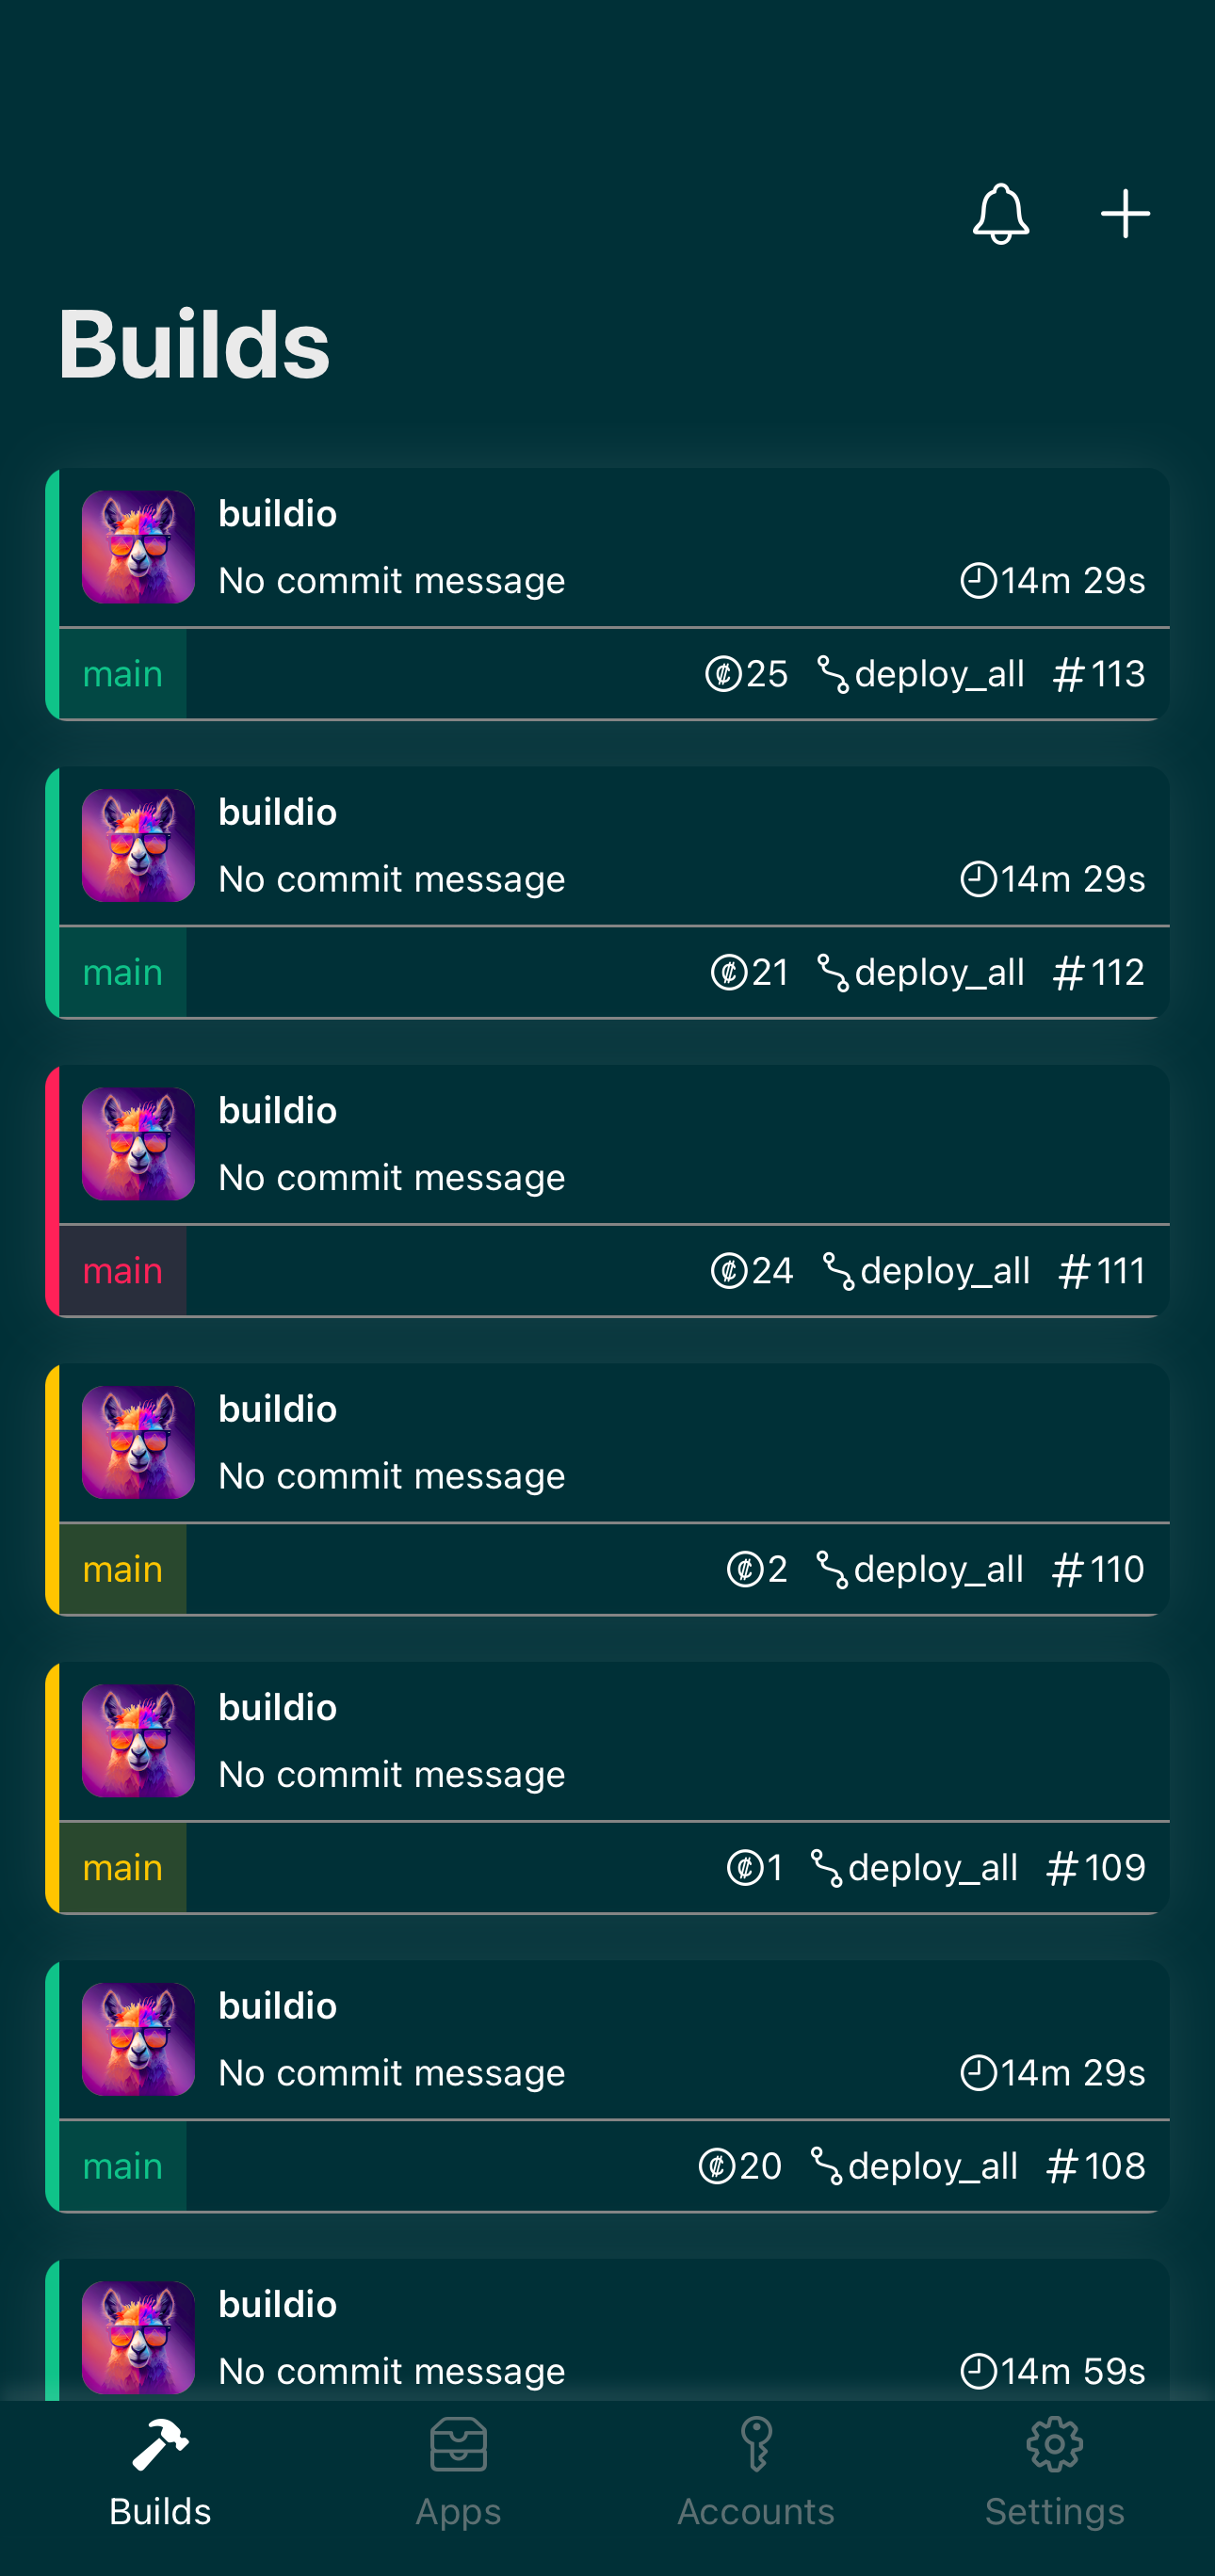 Builds
buildio
No commit message 14m 29s
main 25 deploy_all #113
buildio
No commit message 14m 29s
main 21 deploy_all #112
buildio
No commit message
main 24 deploy_all #111
buildio
No commit message
main 2 deploy_all #110
buildio
No commit message
main 1 deploy_all #109
buildio
No commit message 14m 29s
main 20 deploy_all #108
buildio
No commit message 14m 59s
Builds Apps Accounts Settings